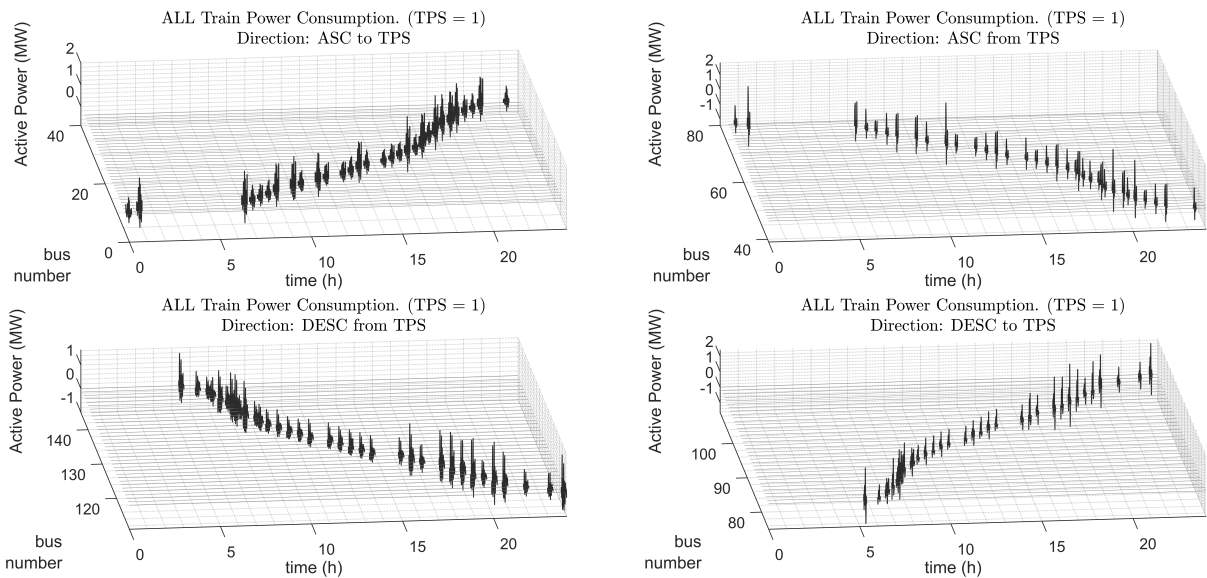 ALL Train Power Consumption. (TPS = 1)
Direction: ASC to TPS
Active Power (MW)
2
1
0
40
20
0
bus
number
0
5
10
15
20
time (h)
ALL Train Power Consumption. (TPS = 1)
Direction: ASC from TPS
Active Power (MW)
2
1
0
-1
80
60
40
bus
number
0
5
10
15
20
time (h)
ALL Train Power Consumption. (TPS = 1)
Direction: DESC from TPS
Active Power (MW)
1
0
-1
140
130
120
bus
number
0
5
10
15
20
time (h)
ALL Train Power Consumption. (TPS = 1)
Direction: DESC to TPS
Active Power (MW)
2
1
0
-1
100
90
80
bus
number
0
5
10
15
20
time (h)